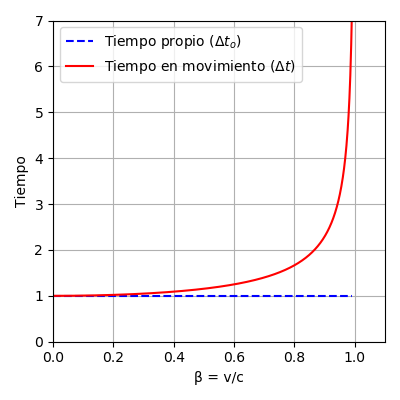 Tiempo propio (Δtₒ)
Tiempo en movimiento (Δt)
Tiempo
7
6
5
4
3
2
1
0
0.0 0.2 0.4 0.6 0.8 1.0
β = v/c